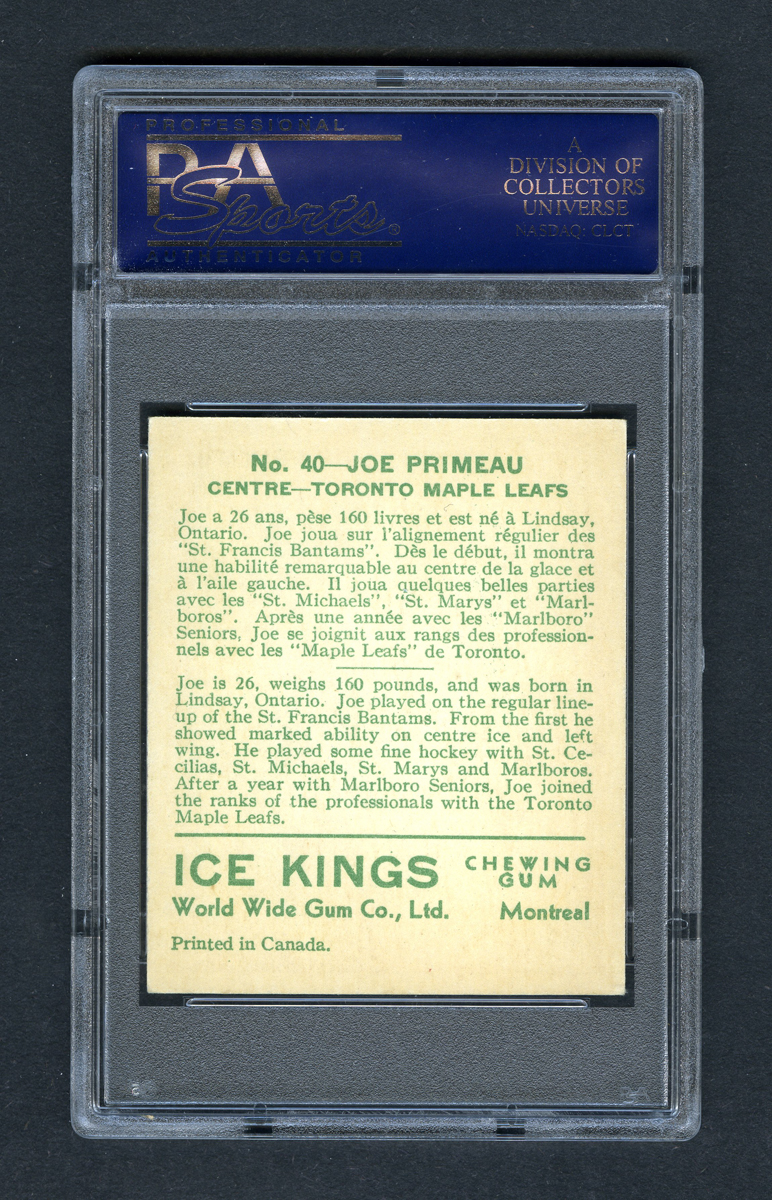 PROFESSIONAL
PSA
Sports®
AUTHENTICATOR
A
DIVISION OF
COLLECTORS
UNIVERSE
NASDAQ: CLCT
No. 40—JOE PRIMEAU
CENTRE—TORONTO MAPLE LEAFS
Joe a 26 ans, pèse 160 livres et est né à Lindsay,
Ontario. Joe joua sur l'alignement régulier des
"St. Francis Bantams". Dès le début, il montra
une habilité remarquable au centre de la glace et
à l'aile gauche. Il joua quelques belles parties
avec les "St. Michaels", "St. Marys" et "Marl-
boros". Après une année avec les "Marlboro"
Seniors, Joe se joignit aux rangs des profession-
nels avec les "Maple Leafs" de Toronto.
Joe is 26, weighs 160 pounds, and was born in
Lindsay, Ontario. Joe played on the regular line-
up of the St. Francis Bantams. From the first he
showed marked ability on centre ice and left
wing. He played some fine hockey with St. Ce-
cilias, St. Michaels, St. Marys and Marlboros.
After a year with Marlboro Seniors, Joe joined
the ranks of the professionals with the Toronto
Maple Leafs.
ICE KINGS CHEWING GUM
World Wide Gum Co., Ltd. Montreal
Printed in Canada.